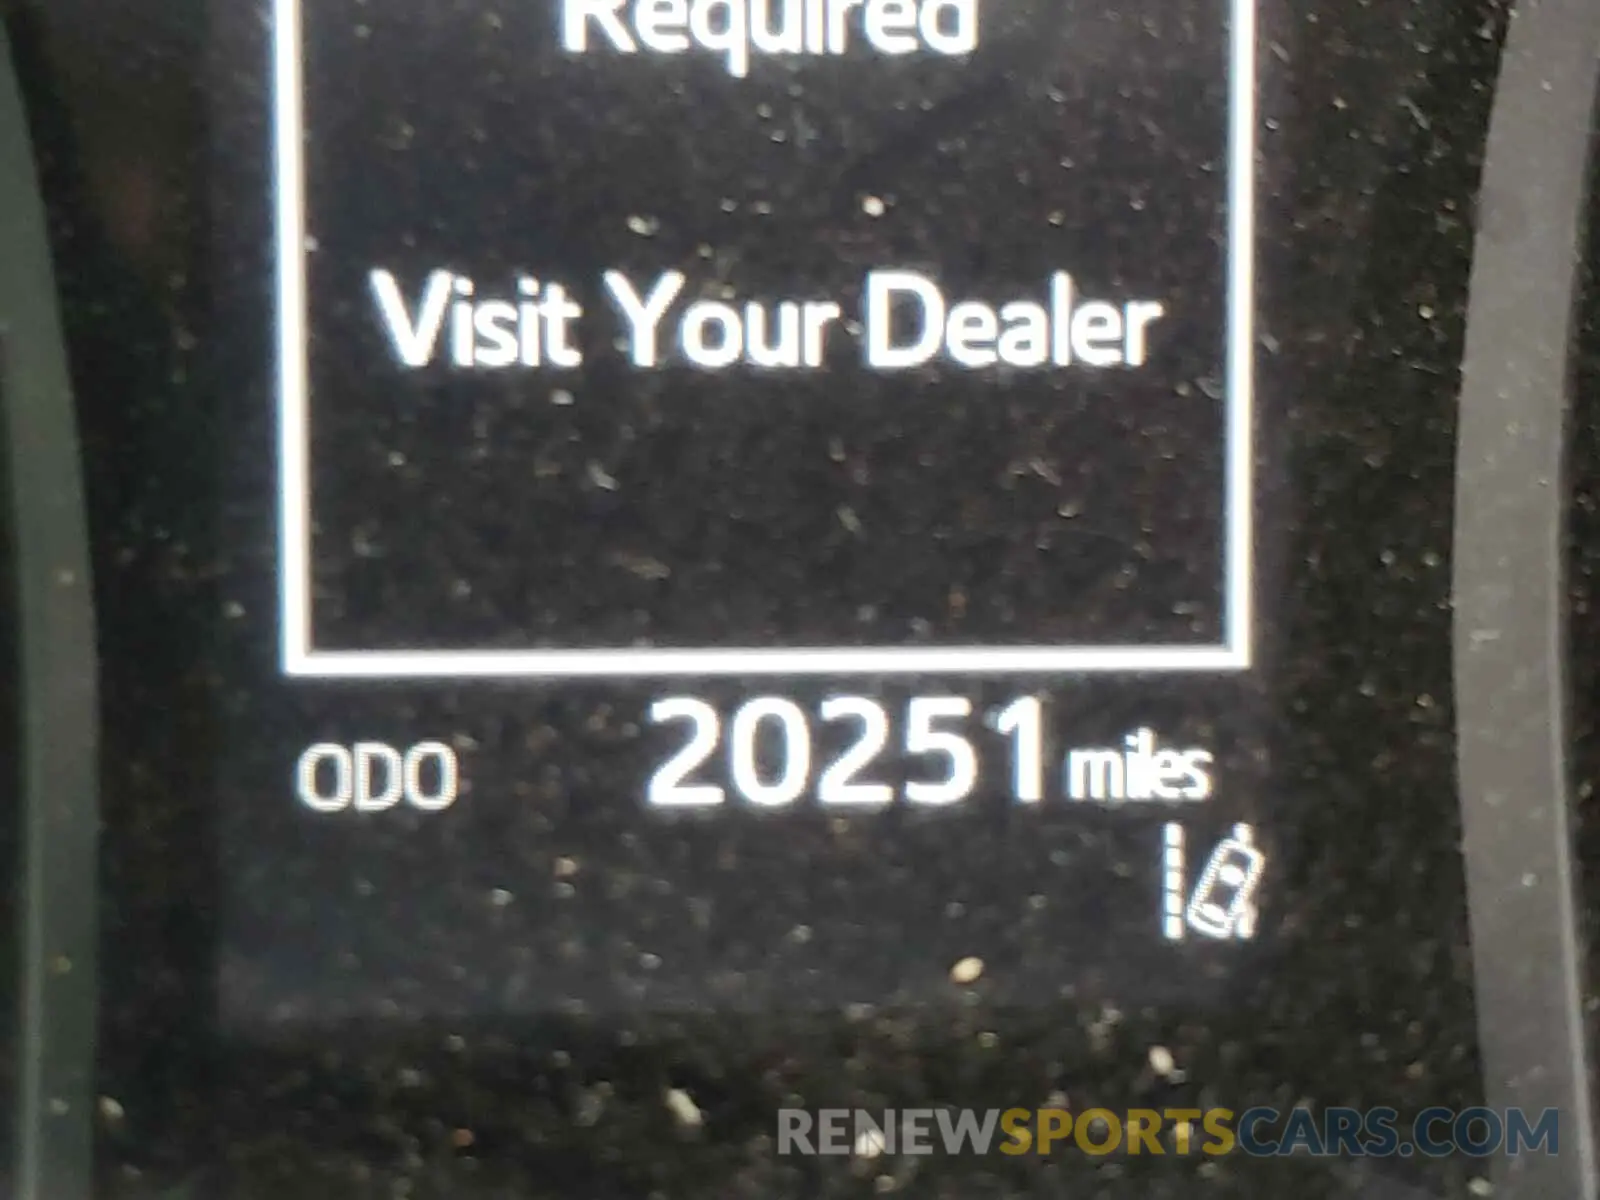 Required
Visit Your Dealer
ODO 20251 miles
RENEWSPORTSCARS.COM